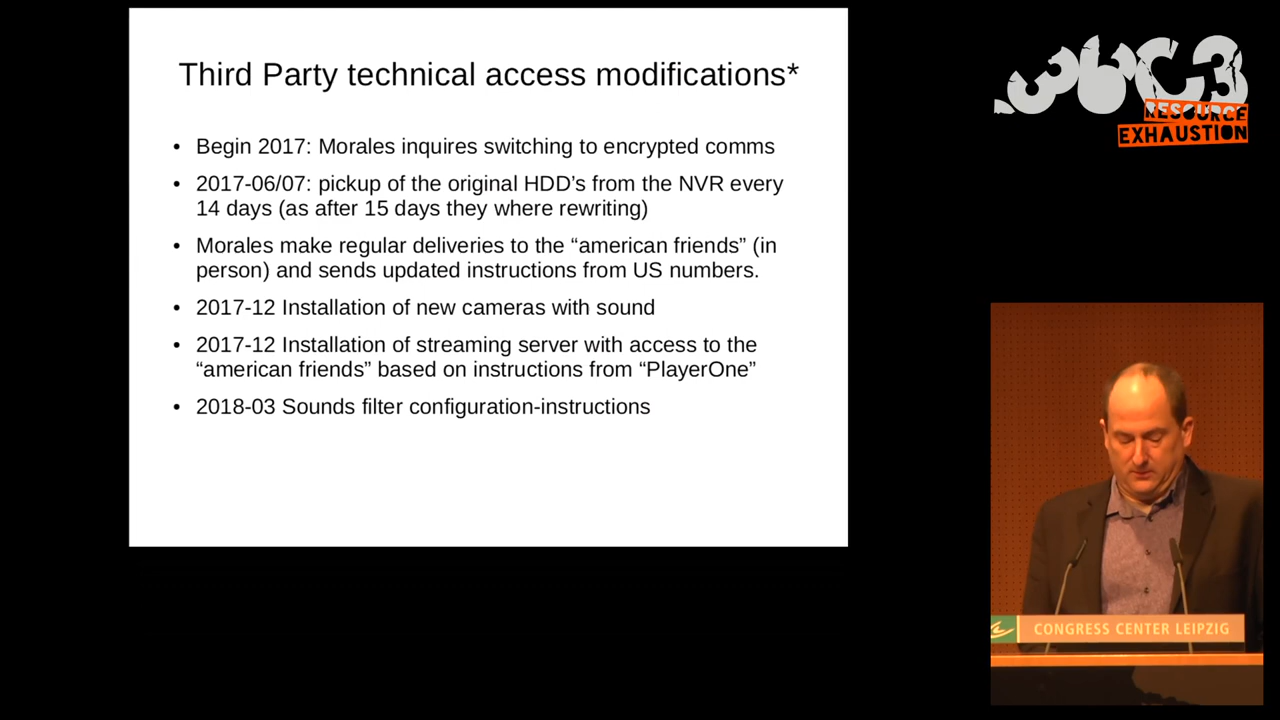 Third Party technical access modifications*
• Begin 2017: Morales inquires switching to encrypted comms
• 2017-06/07: pickup of the original HDD's from the NVR every
14 days (as after 15 days they where rewriting)
• Morales make regular deliveries to the “american friends” (in
person) and sends updated instructions from US numbers.
• 2017-12 Installation of new cameras with sound
• 2017-12 Installation of streaming server with access to the
“american friends” based on instructions from “PlayerOne”
• 2018-03 Sounds filter configuration-instructions
36C3
RESOURCE
EXHAUSTION
CONGRESS CENTER LEIPZIG